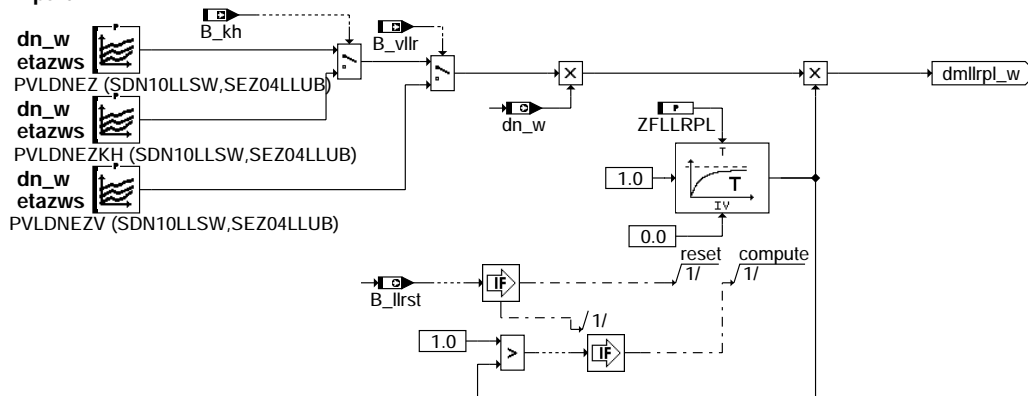 B_kh
B_vllr
P
dn_w
etazws
PVLDNEZ (SDN10LLSW,SEZ04LLUB)
P
dn_w
etazws
PVLDNEZKH (SDN10LLSW,SEZ04LLUB)
P
dn_w
etazws
PVLDNEZV (SDN10LLSW,SEZ04LLUB)
dn_w
dmllrpl_w
P
ZFLLRPL
T
1.0
T
IV
0.0
reset
1/
compute
1/
B_llrst
IF
1/
1.0
>
IF